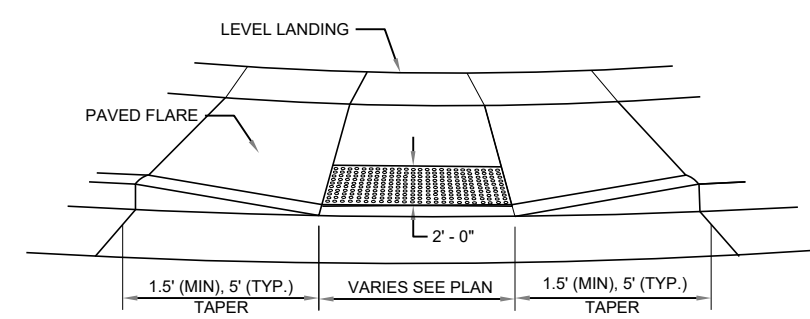 LEVEL LANDING
PAVED FLARE
2' - 0"
1.5' (MIN), 5' (TYP.)
TAPER
VARIES SEE PLAN
1.5' (MIN), 5' (TYP.)
TAPER